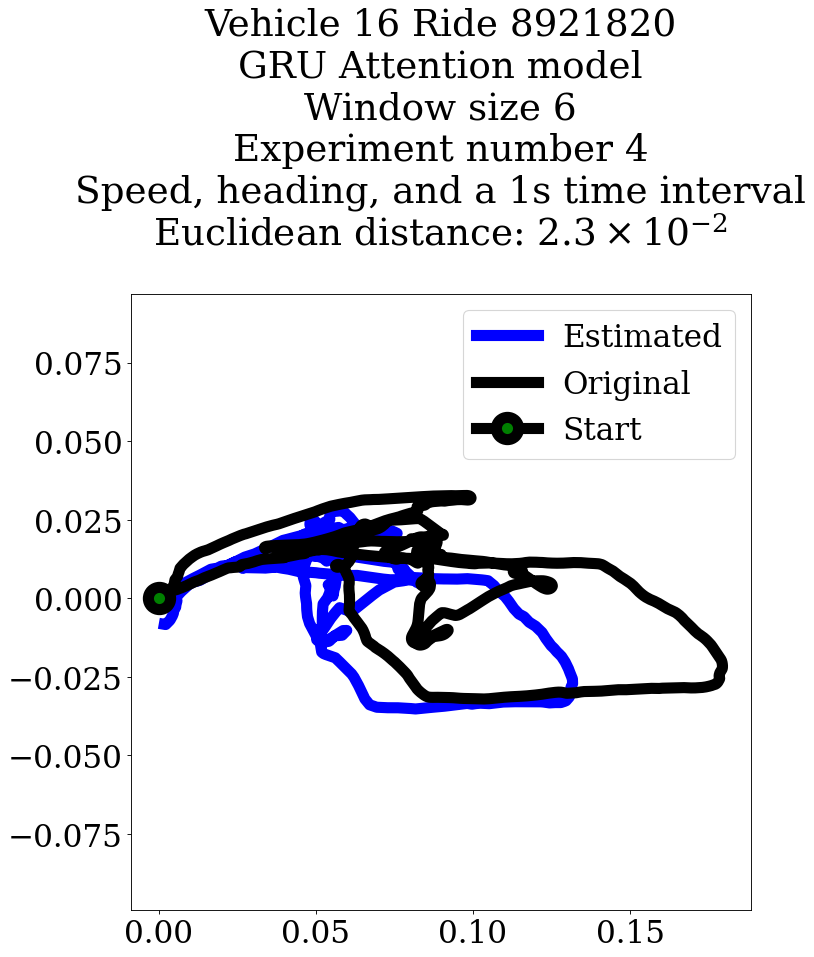 Vehicle 16 Ride 8921820
GRU Attention model
Window size 6
Experiment number 4
Speed, heading, and a 1s time interval
Euclidean distance: 2.3 × 10⁻²
Estimated
Original
Start
0.075
0.050
0.025
0.000
−0.025
−0.050
−0.075
0.00 0.05 0.10 0.15